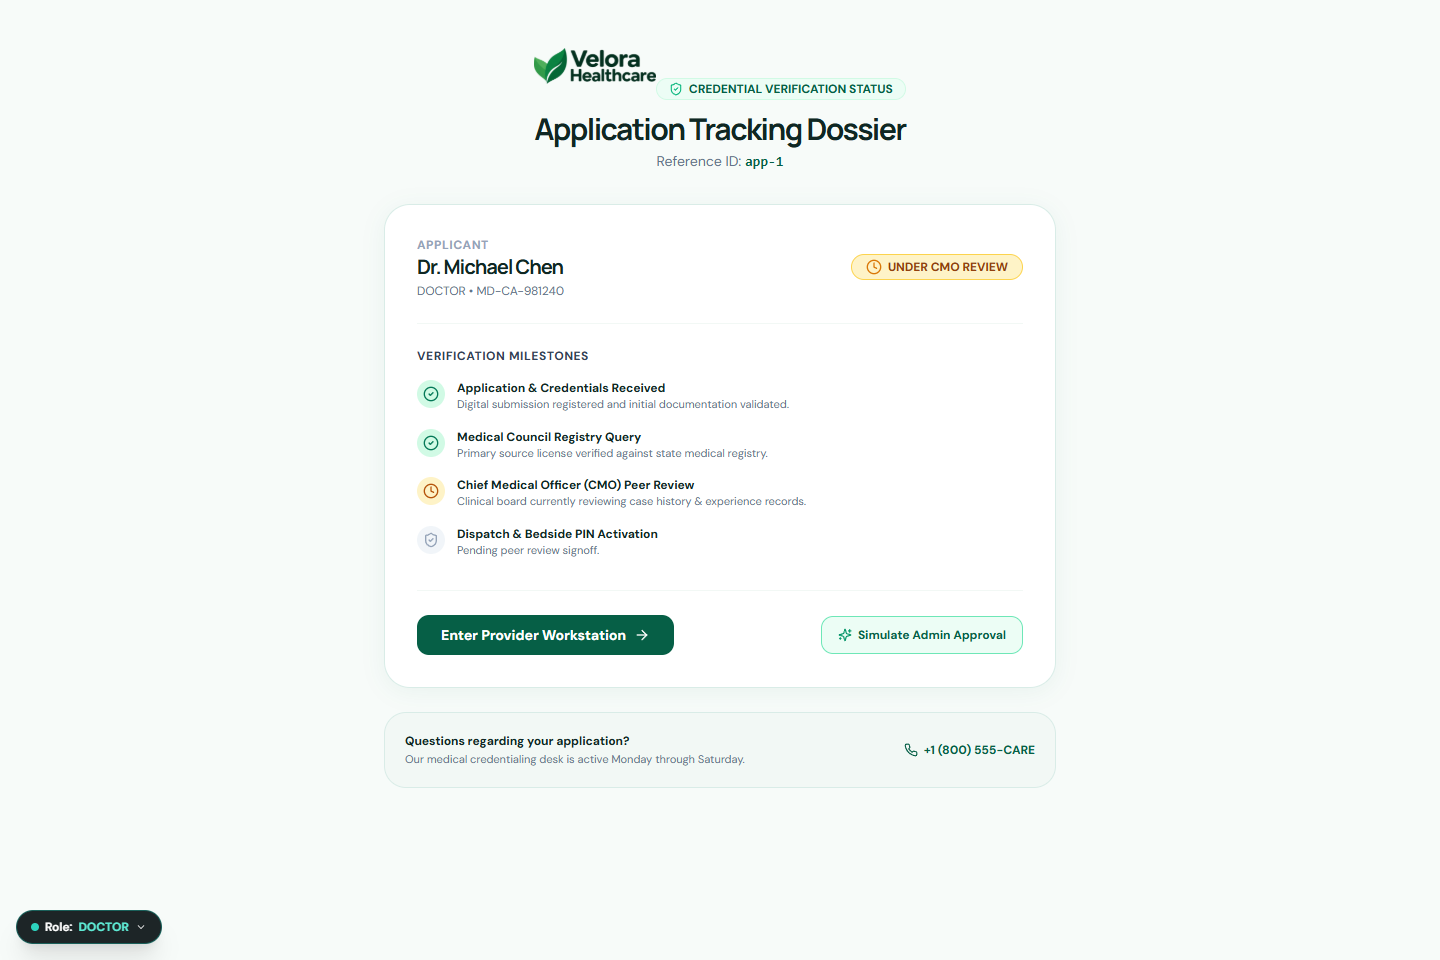 Velora
Healthcare
CREDENTIAL VERIFICATION STATUS
Application Tracking Dossier
Reference ID: app-1
APPLICANT
Dr. Michael Chen
DOCTOR • MD-CA-981240
UNDER CMO REVIEW
VERIFICATION MILESTONES
Application & Credentials Received
Digital submission registered and initial documentation validated.
Medical Council Registry Query
Primary source license verified against state medical registry.
Chief Medical Officer (CMO) Peer Review
Clinical board currently reviewing case history & experience records.
Dispatch & Bedside PIN Activation
Pending peer review signoff.
Enter Provider Workstation
Simulate Admin Approval
Questions regarding your application?
Our medical credentialing desk is active Monday through Saturday.
+1 (800) 555-CARE
Role: DOCTOR